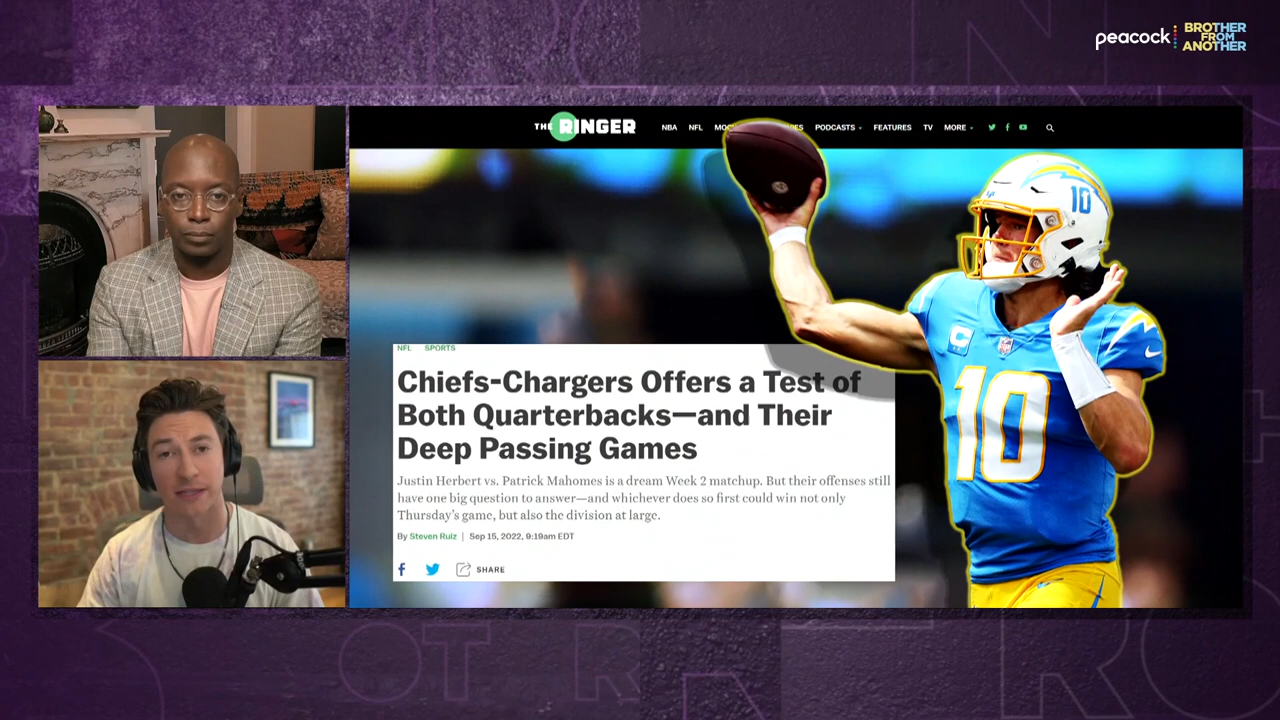 peacock
BROTHER
FROM
ANOTHER
THE RINGER
NBA NFL PODCASTS FEATURES TV MORE
10
C
NFL SPORTS
Chiefs-Chargers Offers a Test of
Both Quarterbacks—and Their
Deep Passing Games
Justin Herbert vs. Patrick Mahomes is a dream Week 2 matchup. But their offenses still
have one big question to answer—and whichever does so first could win not only
Thursday's game, but also the division at large.
By Steven Ruiz | Sep 15, 2022, 9:19am EDT
SHARE
10
OTR